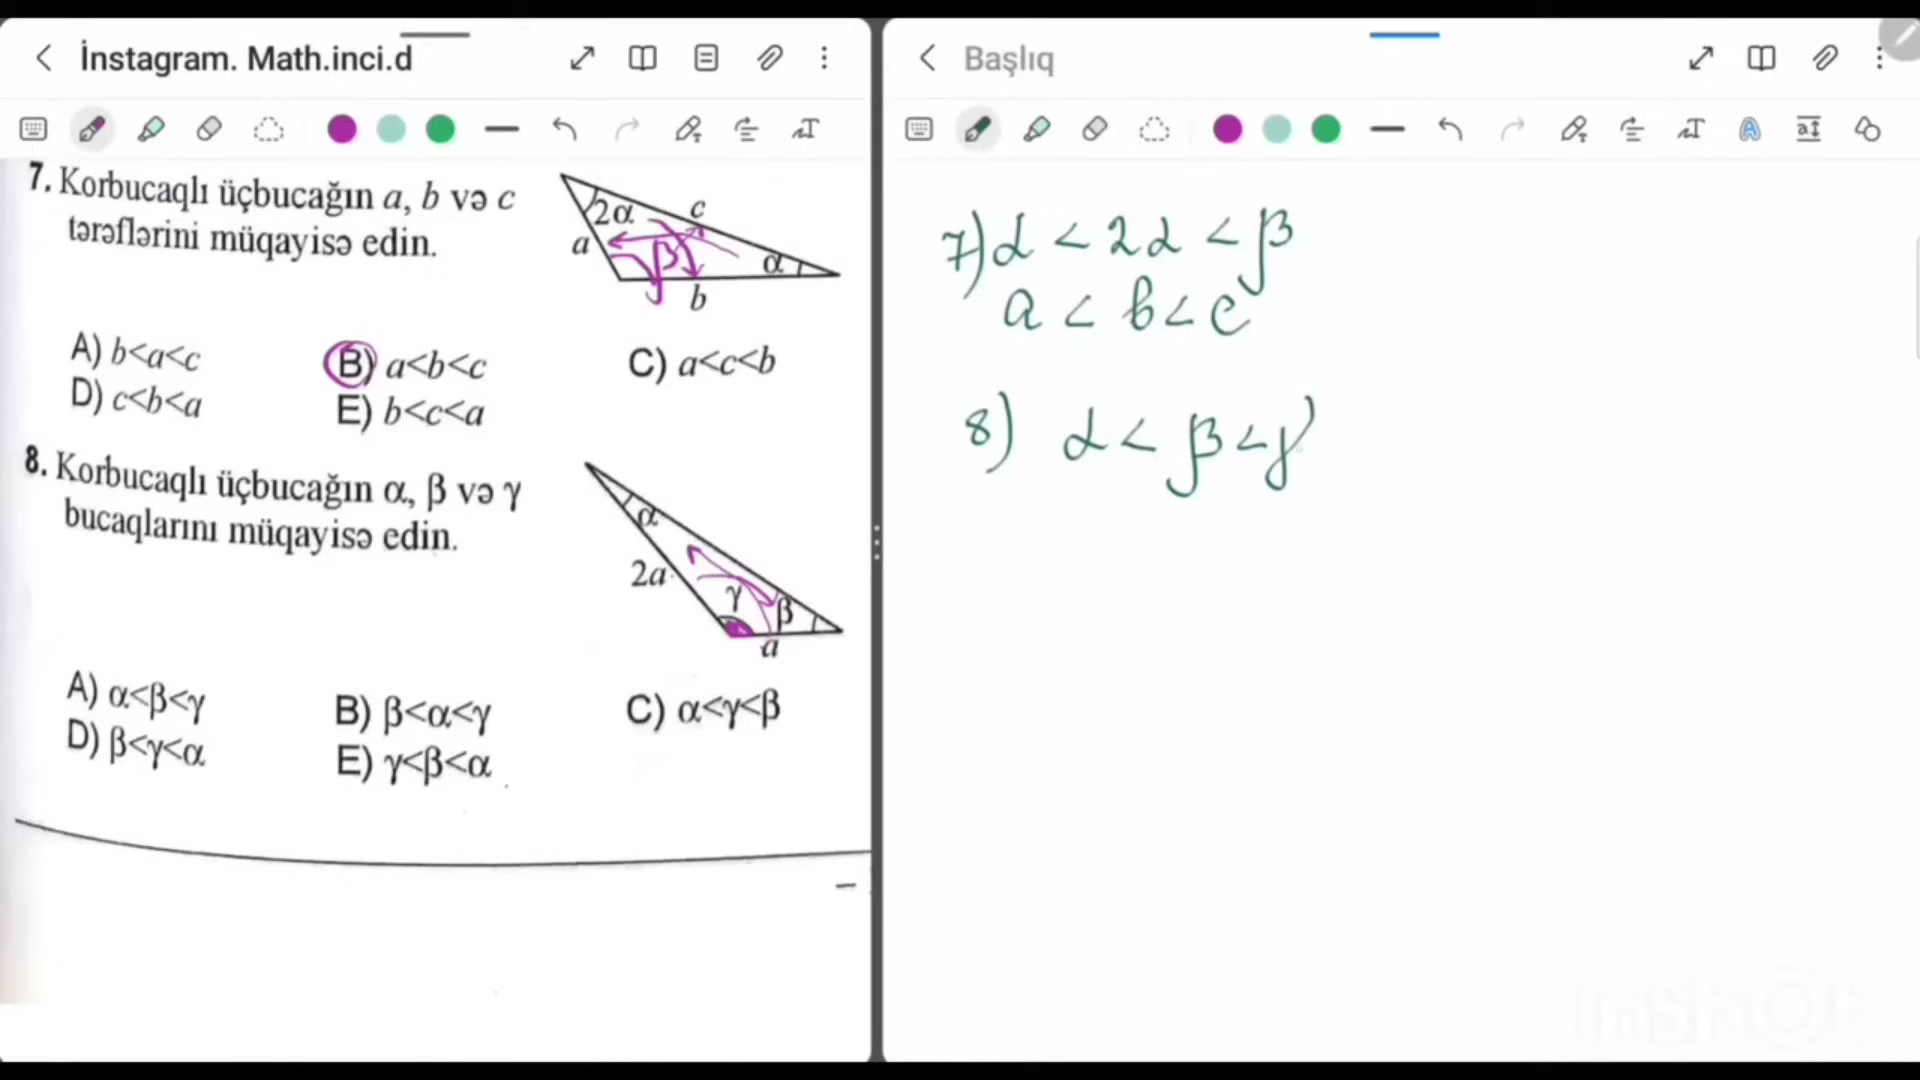 İnstagram. Math.inci.d
7. Korbucaqlı üçbucağın a, b və c
tərəflərini müqayisə edin.
2α
c
a
β
α
b
A) b<a<c
B) a<b<c
C) a<c<b
D) c<b<a
E) b<c<a
8. Korbucaqlı üçbucağın α, β və γ
bucaqlarını müqayisə edin.
α
2a
γ
β
a
A) α<β<γ
B) β<α<γ
C) α<γ<β
D) β<γ<α
E) γ<β<α
Başlıq
7) α < 2α < β
a < b < c
8) α < β < γ
InShOt